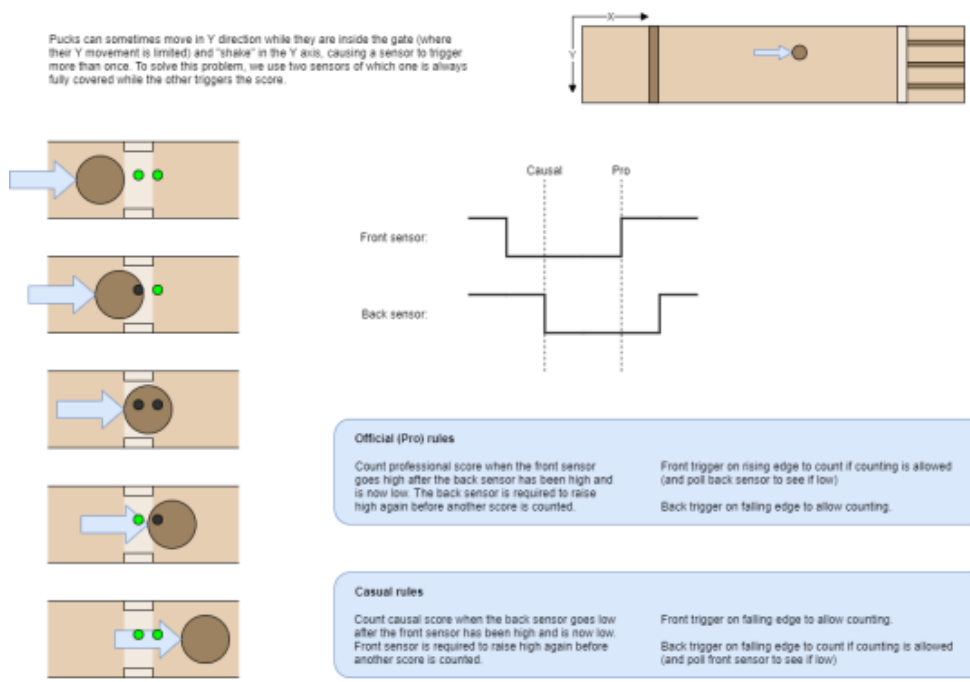 Pucks can sometimes move in Y direction while they are inside the gate (where
their Y movement is limited) and "shake" in the Y axis, causing a sensor to trigger
more than once. To solve this problem, we use two sensors of which one is always
fully covered while the other triggers the score.
X
Y
Causal
Pro
Front sensor:
Back sensor:
Official (Pro) rules
Count professional score when the front sensor
goes high after the back sensor has been high and
is now low. The back sensor is required to raise
high again before another score is counted.
Front trigger on rising edge to count if counting is allowed
(and poll back sensor to see if low)
Back trigger on falling edge to allow counting.
Casual rules
Count causal score when the back sensor goes low
after the front sensor has been high and is now low.
Front sensor is required to raise high again before
another score is counted.
Front trigger on falling edge to allow counting.
Back trigger on falling edge to count if counting is allowed
(and poll front sensor to see if low)